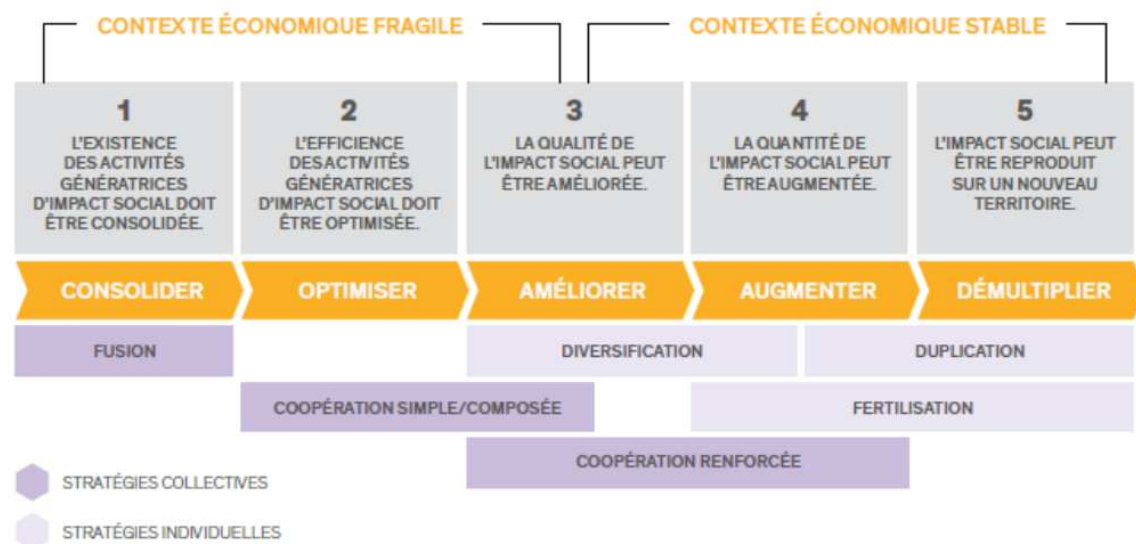 CONTEXTE ÉCONOMIQUE FRAGILE
CONTEXTE ÉCONOMIQUE STABLE
1
L'EXISTENCE
DES ACTIVITÉS
GÉNÉRATRICES
D'IMPACT SOCIAL DOIT
ÊTRE CONSOLIDÉE.
2
L'EFFICIENCE
DES ACTIVITÉS
GÉNÉRATRICES
D'IMPACT SOCIAL DOIT
ÊTRE OPTIMISÉE.
3
LA QUALITÉ DE
L'IMPACT SOCIAL PEUT
ÊTRE AMÉLIORÉE.
4
LA QUANTITÉ DE
L'IMPACT SOCIAL PEUT
ÊTRE AUGMENTÉE.
5
L'IMPACT SOCIAL PEUT
ÊTRE REPRODUIT
SUR UN NOUVEAU
TERRITOIRE.
CONSOLIDER
OPTIMISER
AMÉLIORER
AUGMENTER
DÉMULTIPLIER
FUSION
DIVERSIFICATION
DUPLICATION
COOPÉRATION SIMPLE/COMPOSÉE
FERTILISATION
COOPÉRATION RENFORCÉE
STRATÉGIES COLLECTIVES
STRATÉGIES INDIVIDUELLES